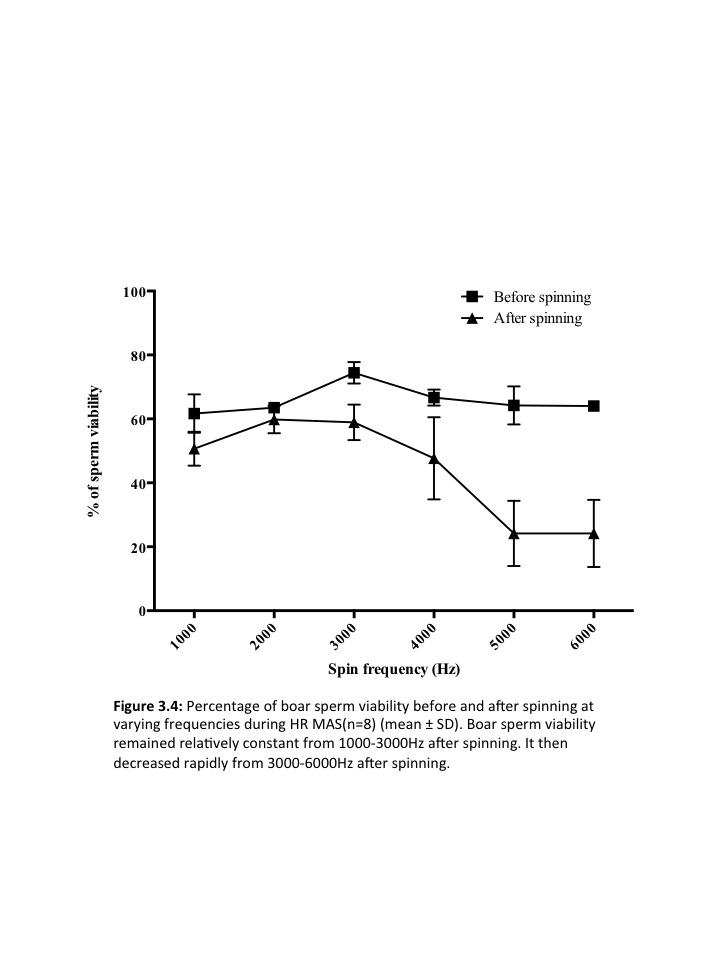 100
80
60
40
20
0
% of sperm viability
Before spinning
After spinning
1000
2000
3000
4000
5000
6000
Spin frequency (Hz)
Figure 3.4: Percentage of boar sperm viability before and after spinning at
varying frequencies during HR MAS(n=8) (mean ± SD). Boar sperm viability
remained relatively constant from 1000-3000Hz after spinning. It then
decreased rapidly from 3000-6000Hz after spinning.